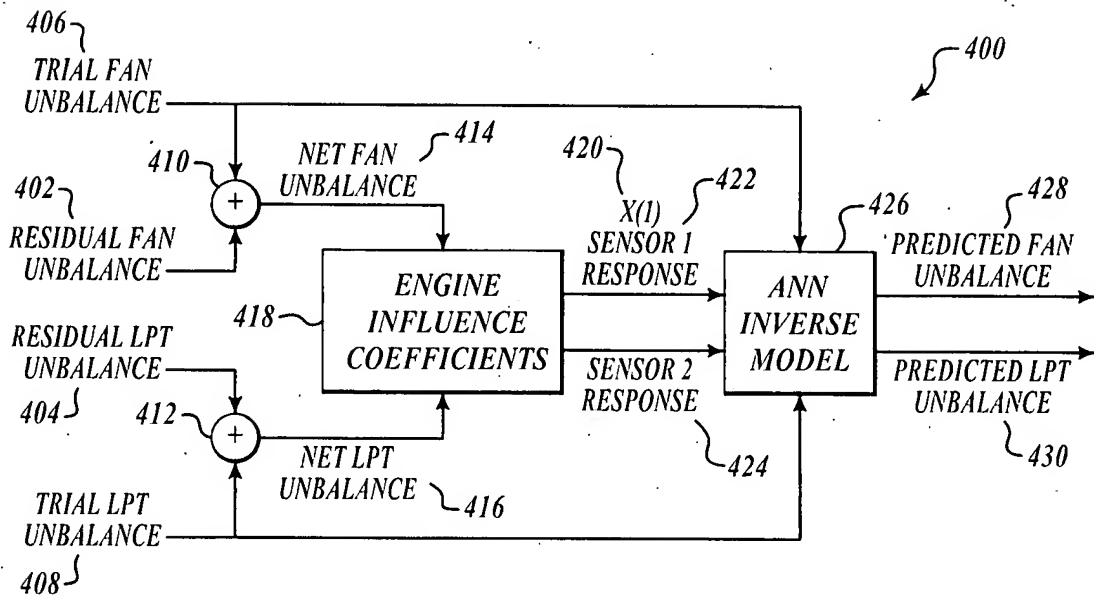 406
TRIAL FAN
UNBALANCE
400
410
NET FAN
UNBALANCE
414
402
RESIDUAL FAN
UNBALANCE
420
X(1)
SENSOR 1
RESPONSE
422
426
428
PREDICTED FAN
UNBALANCE
418
ENGINE
INFLUENCE
COEFFICIENTS
ANN
INVERSE
MODEL
RESIDUAL LPT
UNBALANCE
404
412
SENSOR 2
RESPONSE
424
PREDICTED LPT
UNBALANCE
430
NET LPT
UNBALANCE
416
TRIAL LPT
UNBALANCE
408
+
+